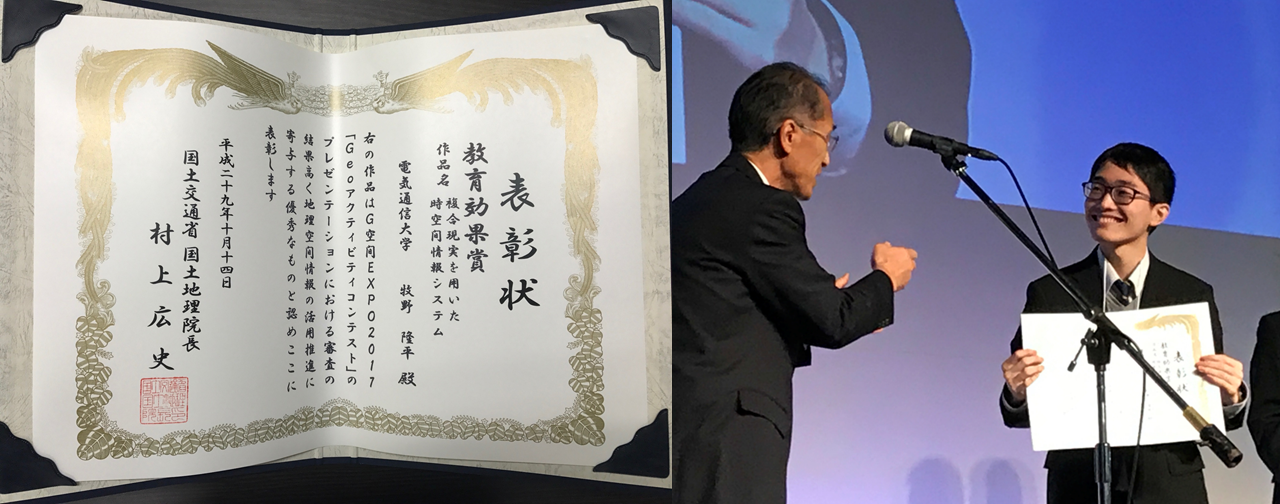 表彰状
教育効果賞
作品名 複合現実を用いた
時空間情報システム
電気通信大学 牧野 隆平 殿
右の作品はG空間EXPO2017
「Geoアクティビティコンテスト」の
プレゼンテーションにおける審査の
結果高く地理空間情報の活用推進に
寄与する優秀なものと認めここに
表彰します
平成二十九年十月十四日
国土交通省 国土地理院長
村上広史
表彰状
教育効果賞